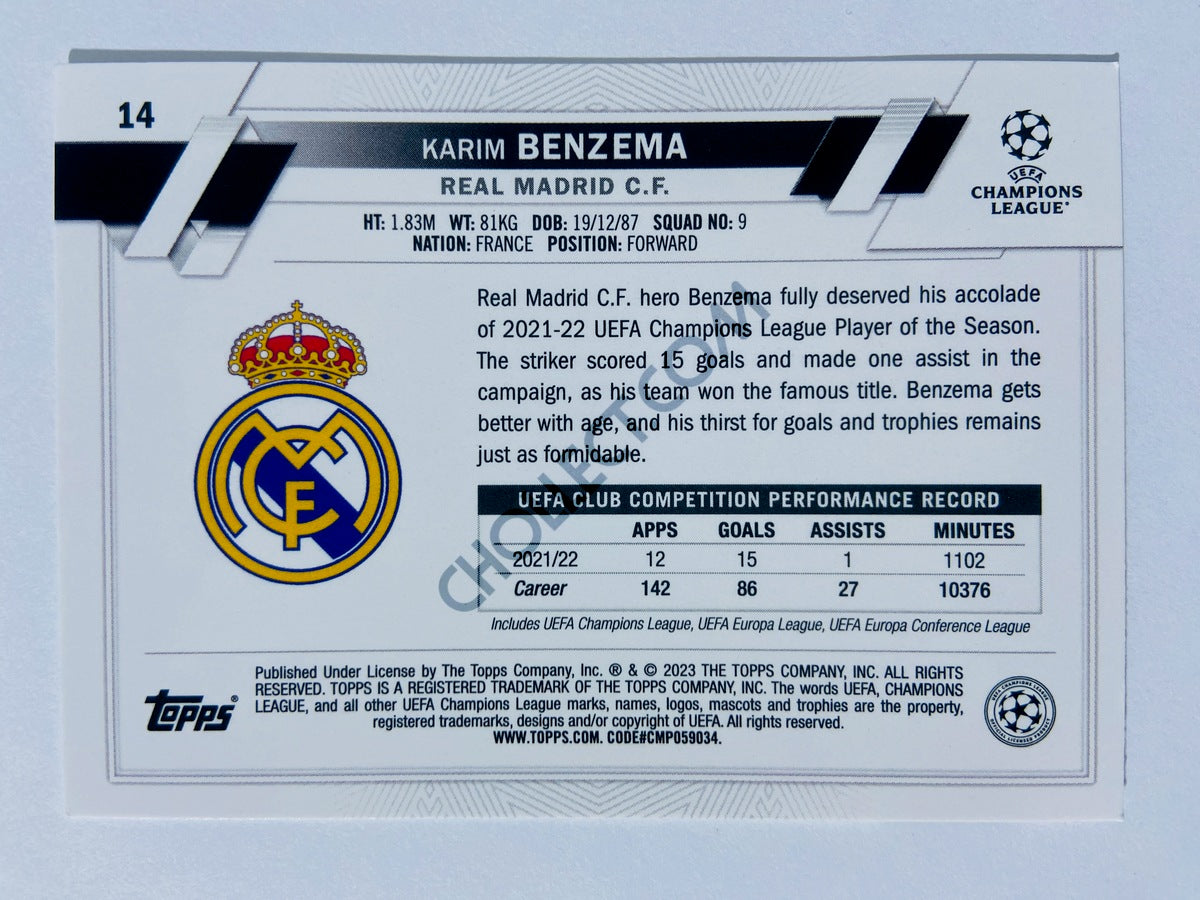 14
KARIM BENZEMA
REAL MADRID C.F.
HT: 1.83M WT: 81KG DOB: 19/12/87 SQUAD NO: 9
NATION: FRANCE POSITION: FORWARD
UEFA
CHAMPIONS
LEAGUE®
Real Madrid C.F. hero Benzema fully deserved his accolade
of 2021-22 UEFA Champions League Player of the Season.
The striker scored 15 goals and made one assist in the
campaign, as his team won the famous title. Benzema gets
better with age, and his thirst for goals and trophies remains
just as formidable.
UEFA CLUB COMPETITION PERFORMANCE RECORD
APPS GOALS ASSISTS MINUTES
2021/22 12 15 1 1102
Career 142 86 27 10376
Includes UEFA Champions League, UEFA Europa League, UEFA Europa Conference League
CHOLLECT.COM
Published Under License by The Topps Company, Inc. ® & © 2023 THE TOPPS COMPANY, INC. ALL RIGHTS
RESERVED. TOPPS IS A REGISTERED TRADEMARK OF THE TOPPS COMPANY, INC. The words UEFA, CHAMPIONS
LEAGUE, and all other UEFA Champions League marks, names, logos, mascots and trophies are the property,
registered trademarks, designs and/or copyright of UEFA. All rights reserved.
WWW.TOPPS.COM. CODE#CMP059034.
Topps®
UEFA CHAMPIONS LEAGUE
OFFICIAL LICENSED PRODUCT